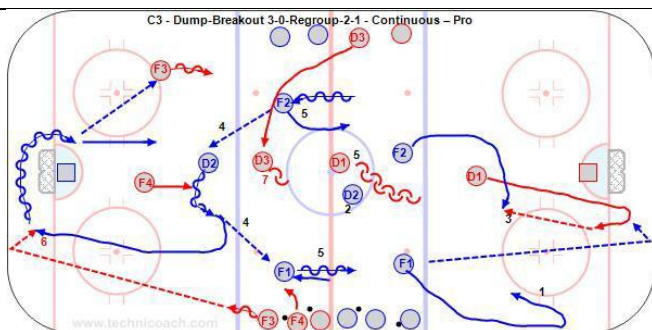 C3 - Dump-Breakout 3-0-Regroup-2-1 - Continuous – Pro
D3
F3
F2
4
5
D2
D3
7
D1
5
F2
F4
D2
2
D1
3
4
6
5
F1
F1
1
F3
F4
www.technicoach.com